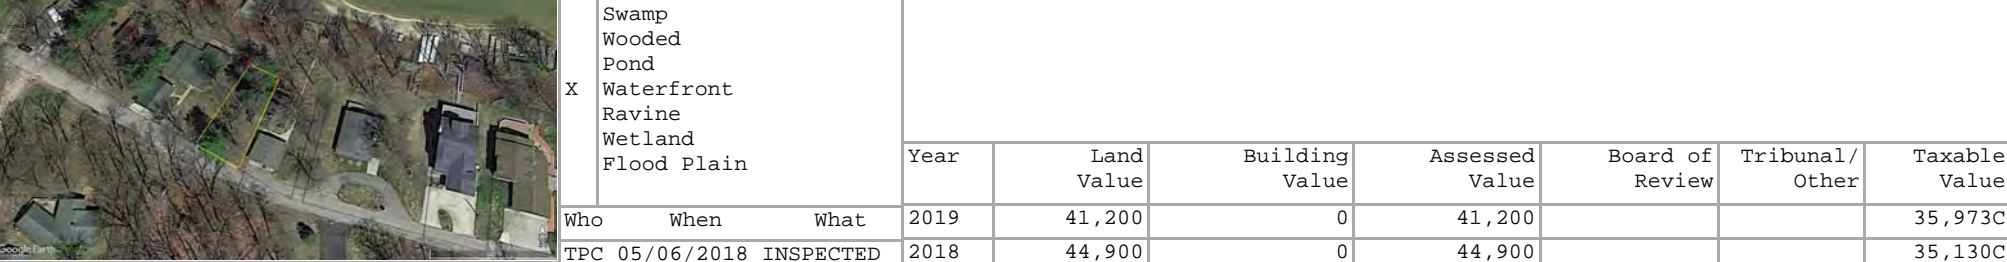 Swamp
Wooded
Pond
X Waterfront
Ravine
Wetland
Flood Plain
Year Land Value Building Value Assessed Value Board of Review Tribunal/ Other Taxable Value
Who When What
2019 41,200 0 41,200 35,973C
TPC 05/06/2018 INSPECTED
2018 44,900 0 44,900 35,130C
Google Earth